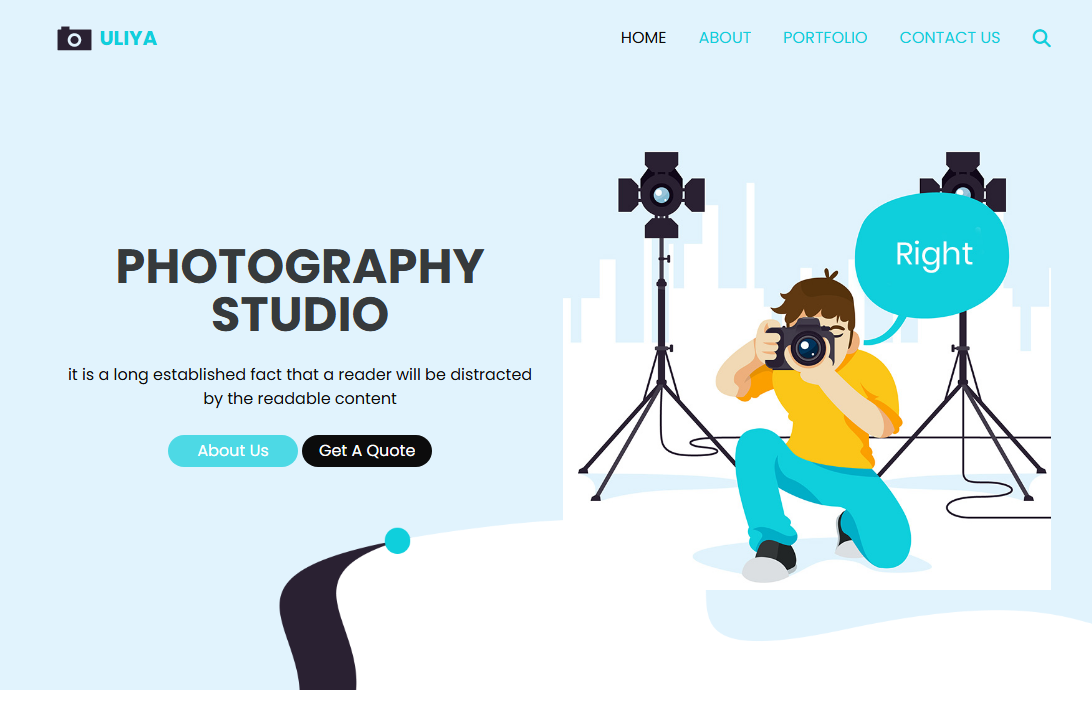 ULIYA
HOME ABOUT PORTFOLIO CONTACT US
PHOTOGRAPHY
STUDIO
it is a long established fact that a reader will be distracted
by the readable content
About Us Get A Quote
Right